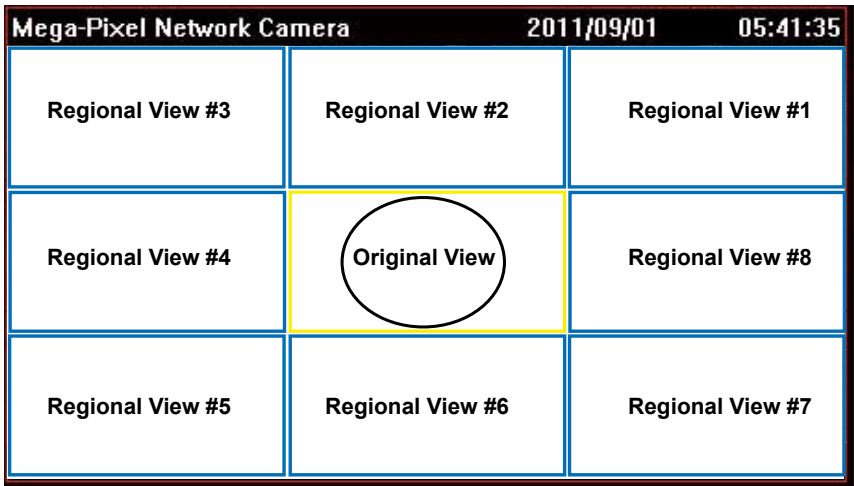 Mega-Pixel Network Camera 2011/09/01 05:41:35
Regional View #3 Regional View #2 Regional View #1
Regional View #4 Original View Regional View #8
Regional View #5 Regional View #6 Regional View #7